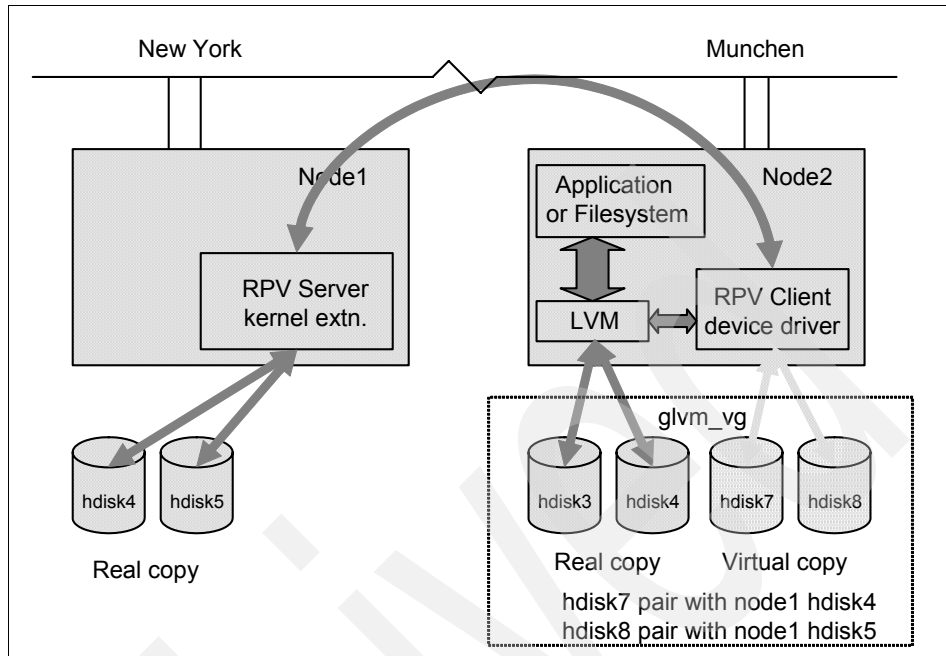 New York
Munchen
Node1
Node2
Application
or Filesystem
RPV Server
kernel extn.
LVM
RPV Client
device driver
glvm_vg
hdisk4
hdisk5
hdisk3
hdisk4
hdisk7
hdisk8
Real copy
Real copy
Virtual copy
hdisk7 pair with node1 hdisk4
hdisk8 pair with node1 hdisk5